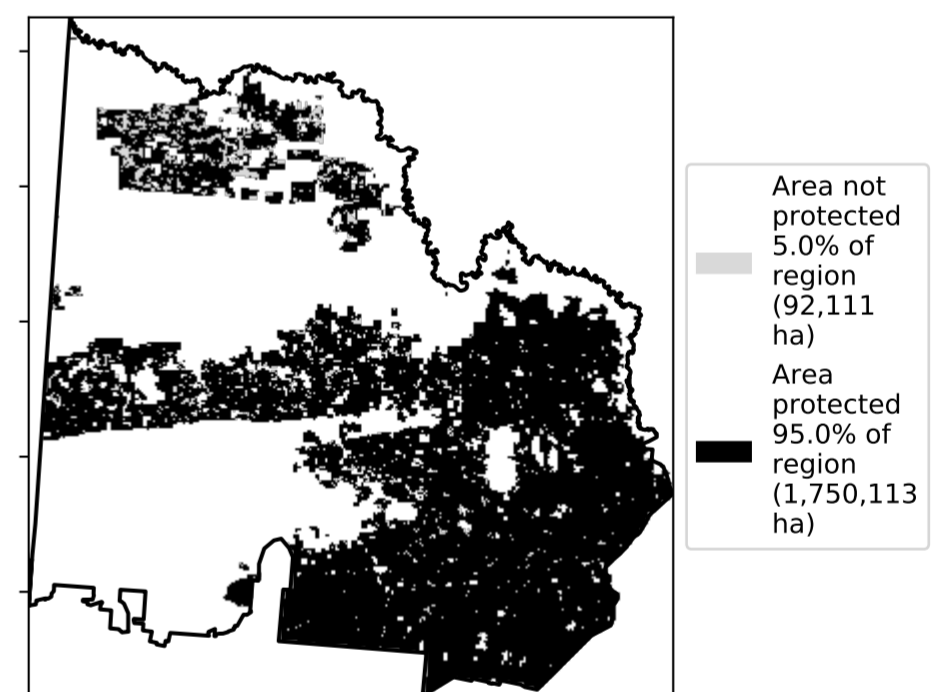 Area not
protected
5.0% of
region
(92,111
ha)
Area
protected
95.0% of
region
(1,750,113
ha)